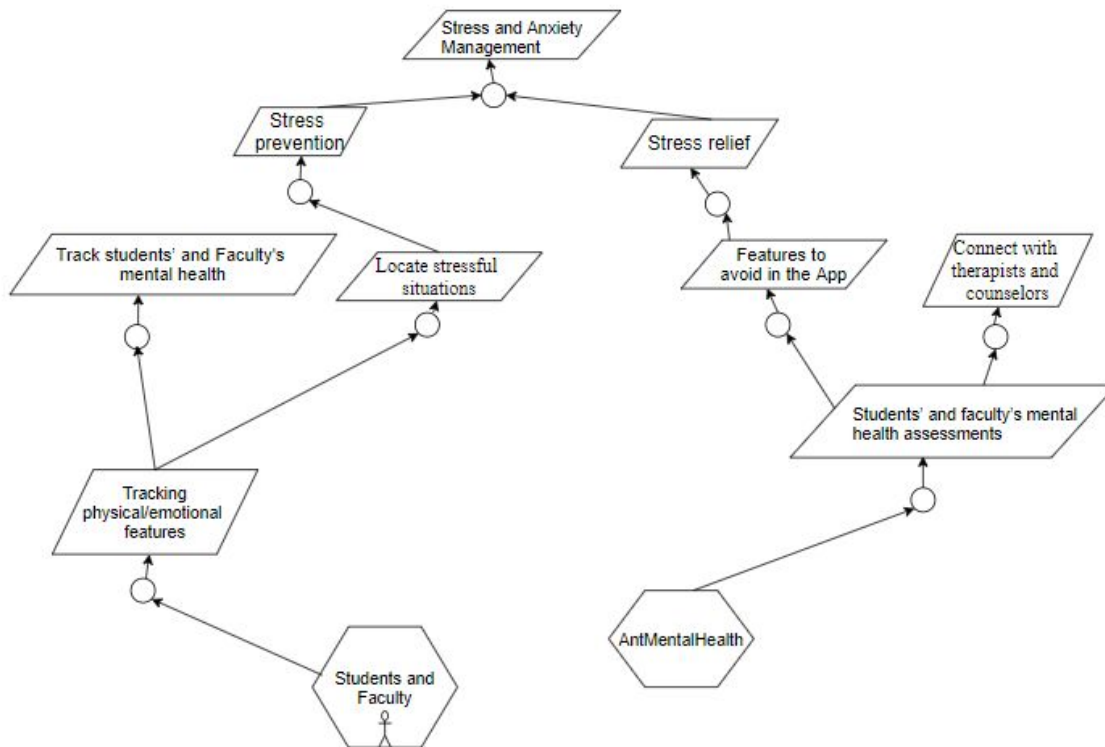 Stress and Anxiety
Management
Stress
prevention
Stress relief
Track students’ and Faculty's
mental health
Locate stressful
situations
Features to
avoid in the App
Connect with
therapists and
counselors
Students’ and faculty’s mental
health assessments
Tracking
physical/emotional
features
AntMentalHealth
Students and
Faculty